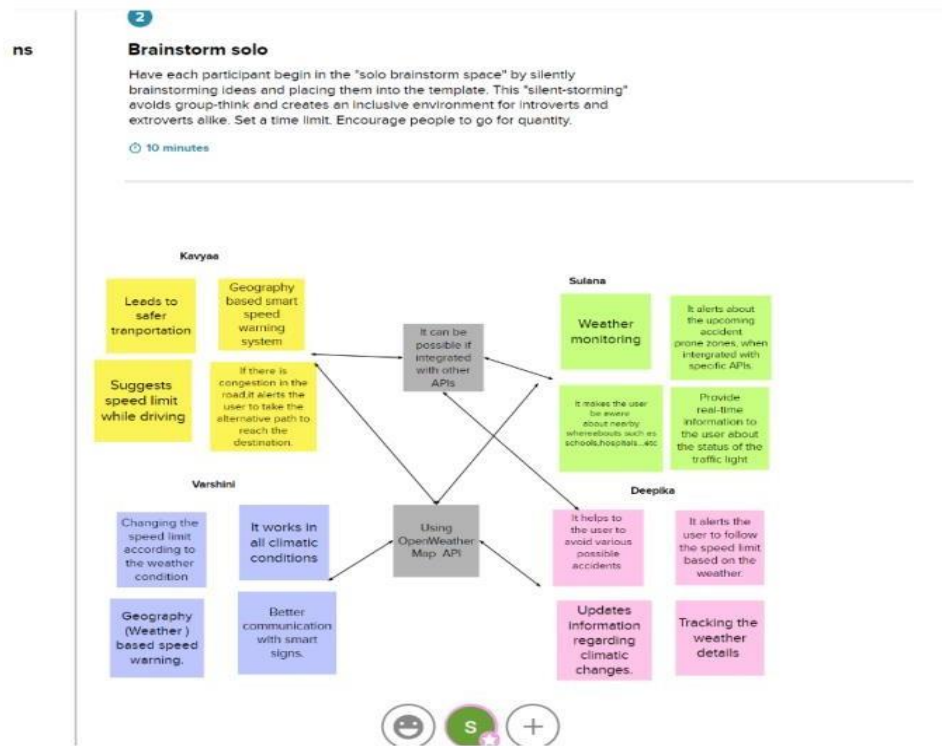 2
ns
Brainstorm solo
Have each participant begin in the "solo brainstorm space" by silently
brainstorming ideas and placing them into the template. This "silent-storming"
avoids group-think and creates an inclusive environment for introverts and
extroverts alike. Set a time limit. Encourage people to go for quantity.
10 minutes
Kavyaa
Leads to
safer
tranportation
Geography
based smart
speed
warning
system
Suggests
speed limit
while driving
If there is
congestion in the
road,it alerts the
user to take the
alternative path to
reach the
destination.
It can be
possible if
integrated
with other
APIs
Sulana
Weather
monitoring
It alerts about
the upcoming
accident
prone zones, when
intergrated with
specific APIs.
It makes the user
be aware
about nearby
whereabouts such as
schools,hospitals...etc
Provide
real-time
information to
the user about
the status of the
traffic light
Varshini
Changing the
speed limit
according to
the weather
condition
It works in
all climatic
conditions
Geography
(Weather )
based speed
warning.
Better
communication
with smart
signs.
Using
OpenWeather
Map API
Deepika
It helps to
the user to
avoid various
possible
accidents
It alerts the
user to follow
the speed limit
based on the
weather.
Updates
information
regarding
climatic
changes.
Tracking the
weather
details
S